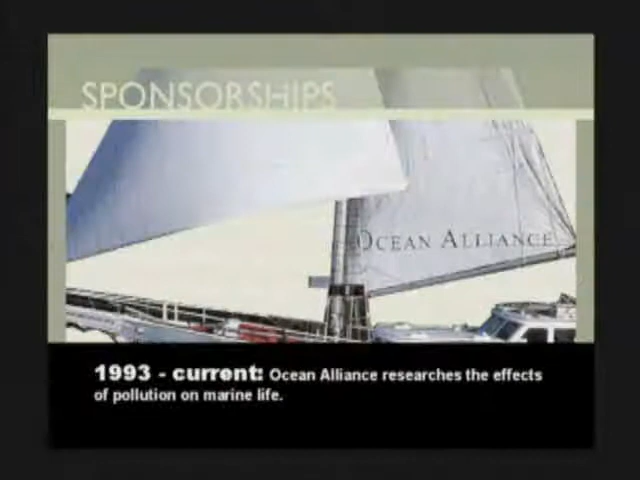 SPONSORSHIPS
OCEAN ALLIANCE
1993 - current: Ocean Alliance researches the effects
of pollution on marine life.